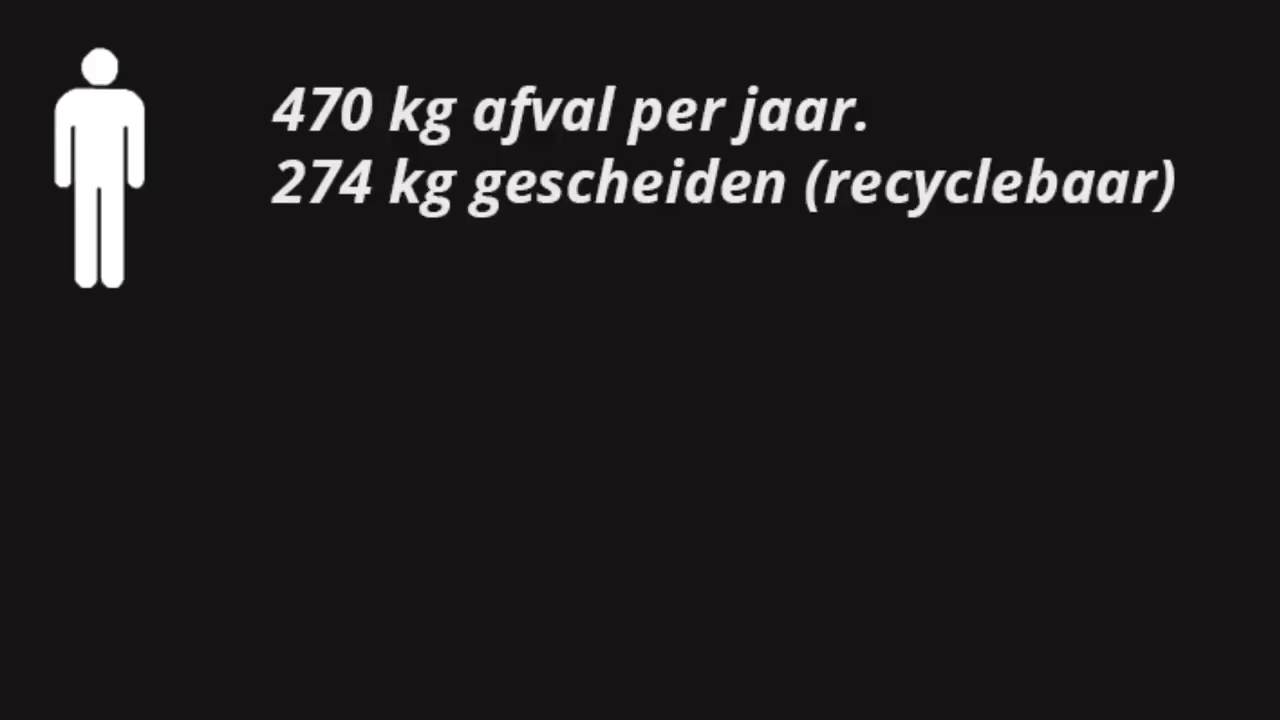 470 kg afval per jaar.
274 kg gescheiden (recyclebaar)